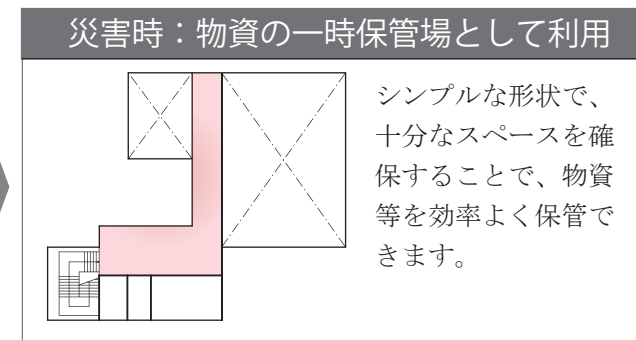 災害時：物資の一時保管場として利用
シンプルな形状で、
十分なスペースを確
保することで、物資
等を効率よく保管で
きます。